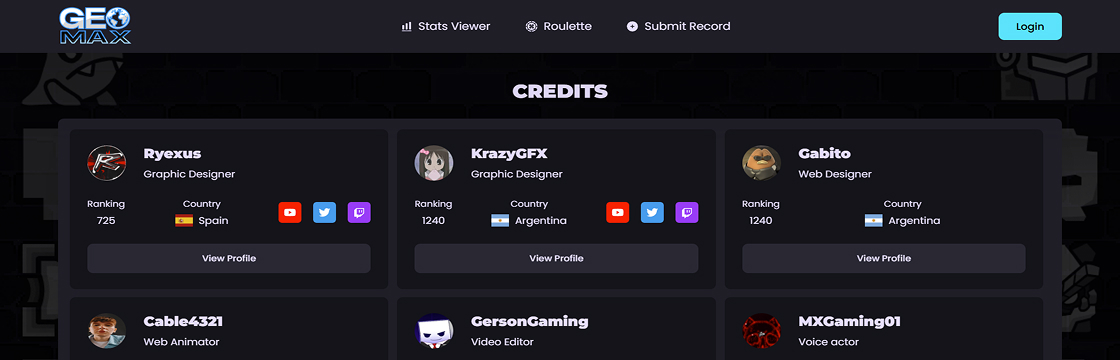 GEO
MAX
Stats Viewer
Roulette
Submit Record
Login
CREDITS
Ryexus
Graphic Designer
Ranking
Country
725
Spain
View Profile
KrazyGFX
Graphic Designer
Ranking
Country
1240
Argentina
View Profile
Gabito
Web Designer
Ranking
Country
1240
Argentina
View Profile
Cable4321
Web Animator
GersonGaming
Video Editor
MXGaming01
Voice actor